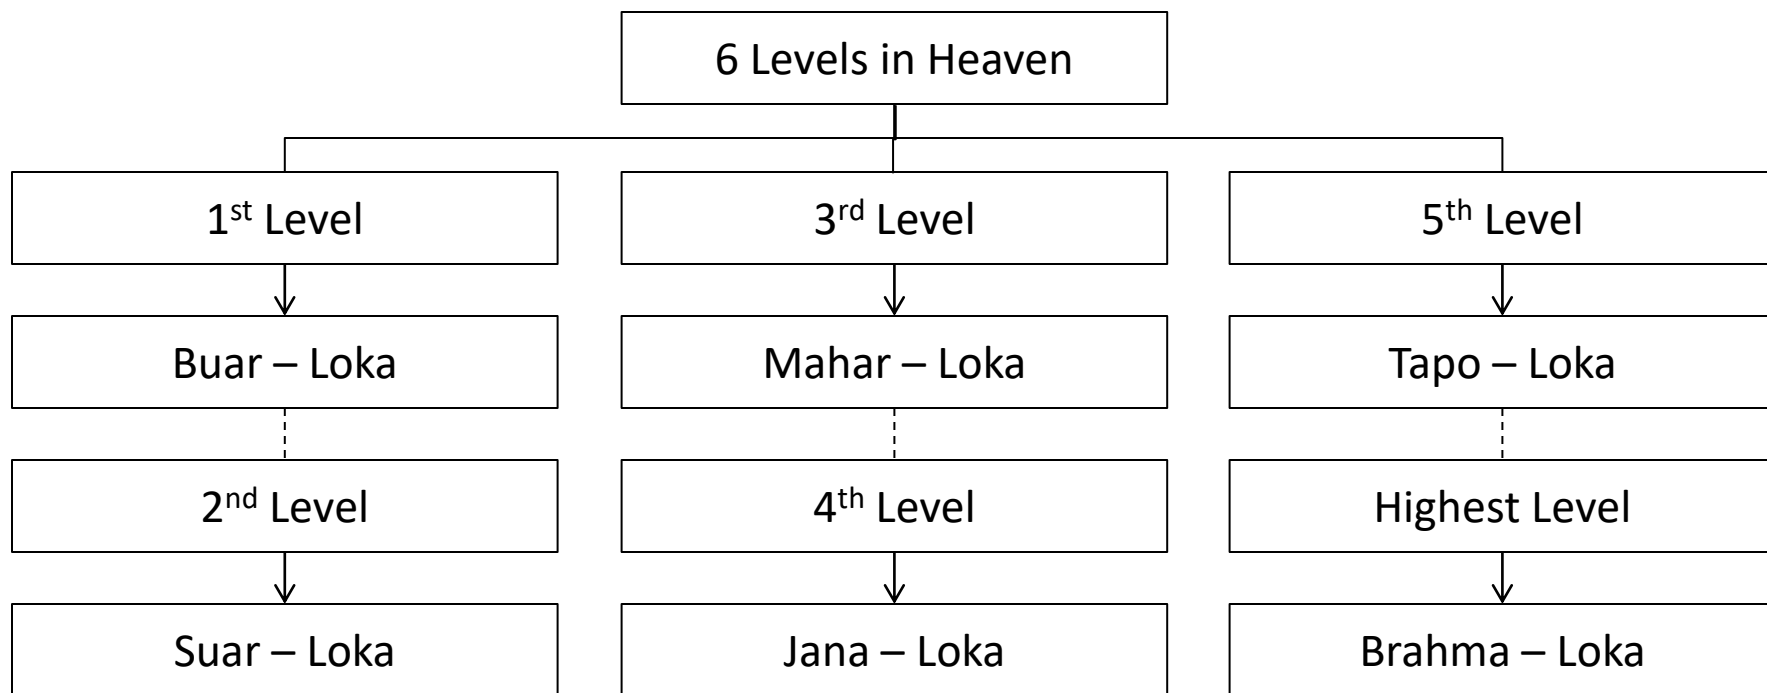 6 Levels in Heaven
1st Level
3rd Level
5th Level
Buar – Loka
Mahar – Loka
Tapo – Loka
2nd Level
4th Level
Highest Level
Suar – Loka
Jana – Loka
Brahma – Loka